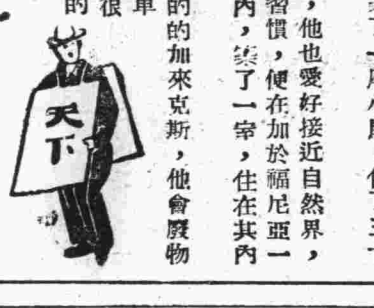 ，他也愛好接近自然界，
習慣，便在加於福尼亞一
內，築了一室，住在其內
的的加來克斯，他會廢物
單
很
的
天下